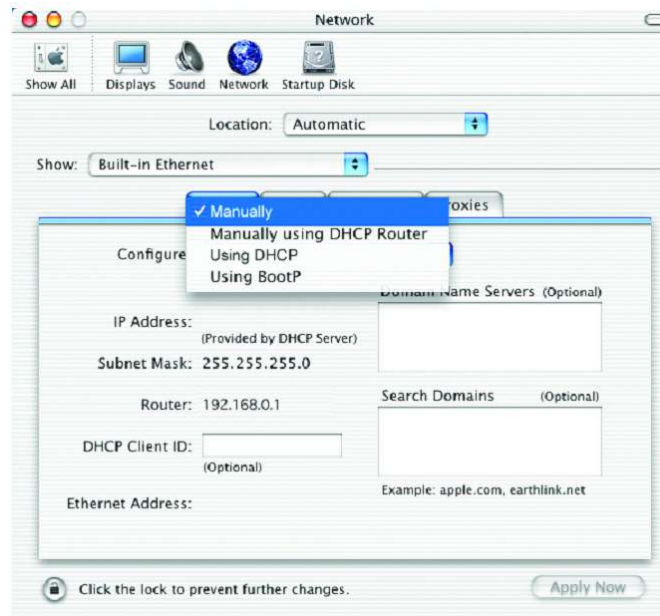 Network
Show All
Displays
Sound
Network
Startup Disk
Location: Automatic
Show: Built-in Ethernet
✓ Manually
Manually using DHCP Router
Using DHCP
Using BootP
Configure
Domain Name Servers (Optional)
IP Address:
(Provided by DHCP Server)
Subnet Mask: 255.255.255.0
Router: 192.168.0.1
Search Domains (Optional)
DHCP Client ID:
(Optional)
Example: apple.com, earthlink.net
Ethernet Address:
Click the lock to prevent further changes.
Apply Now